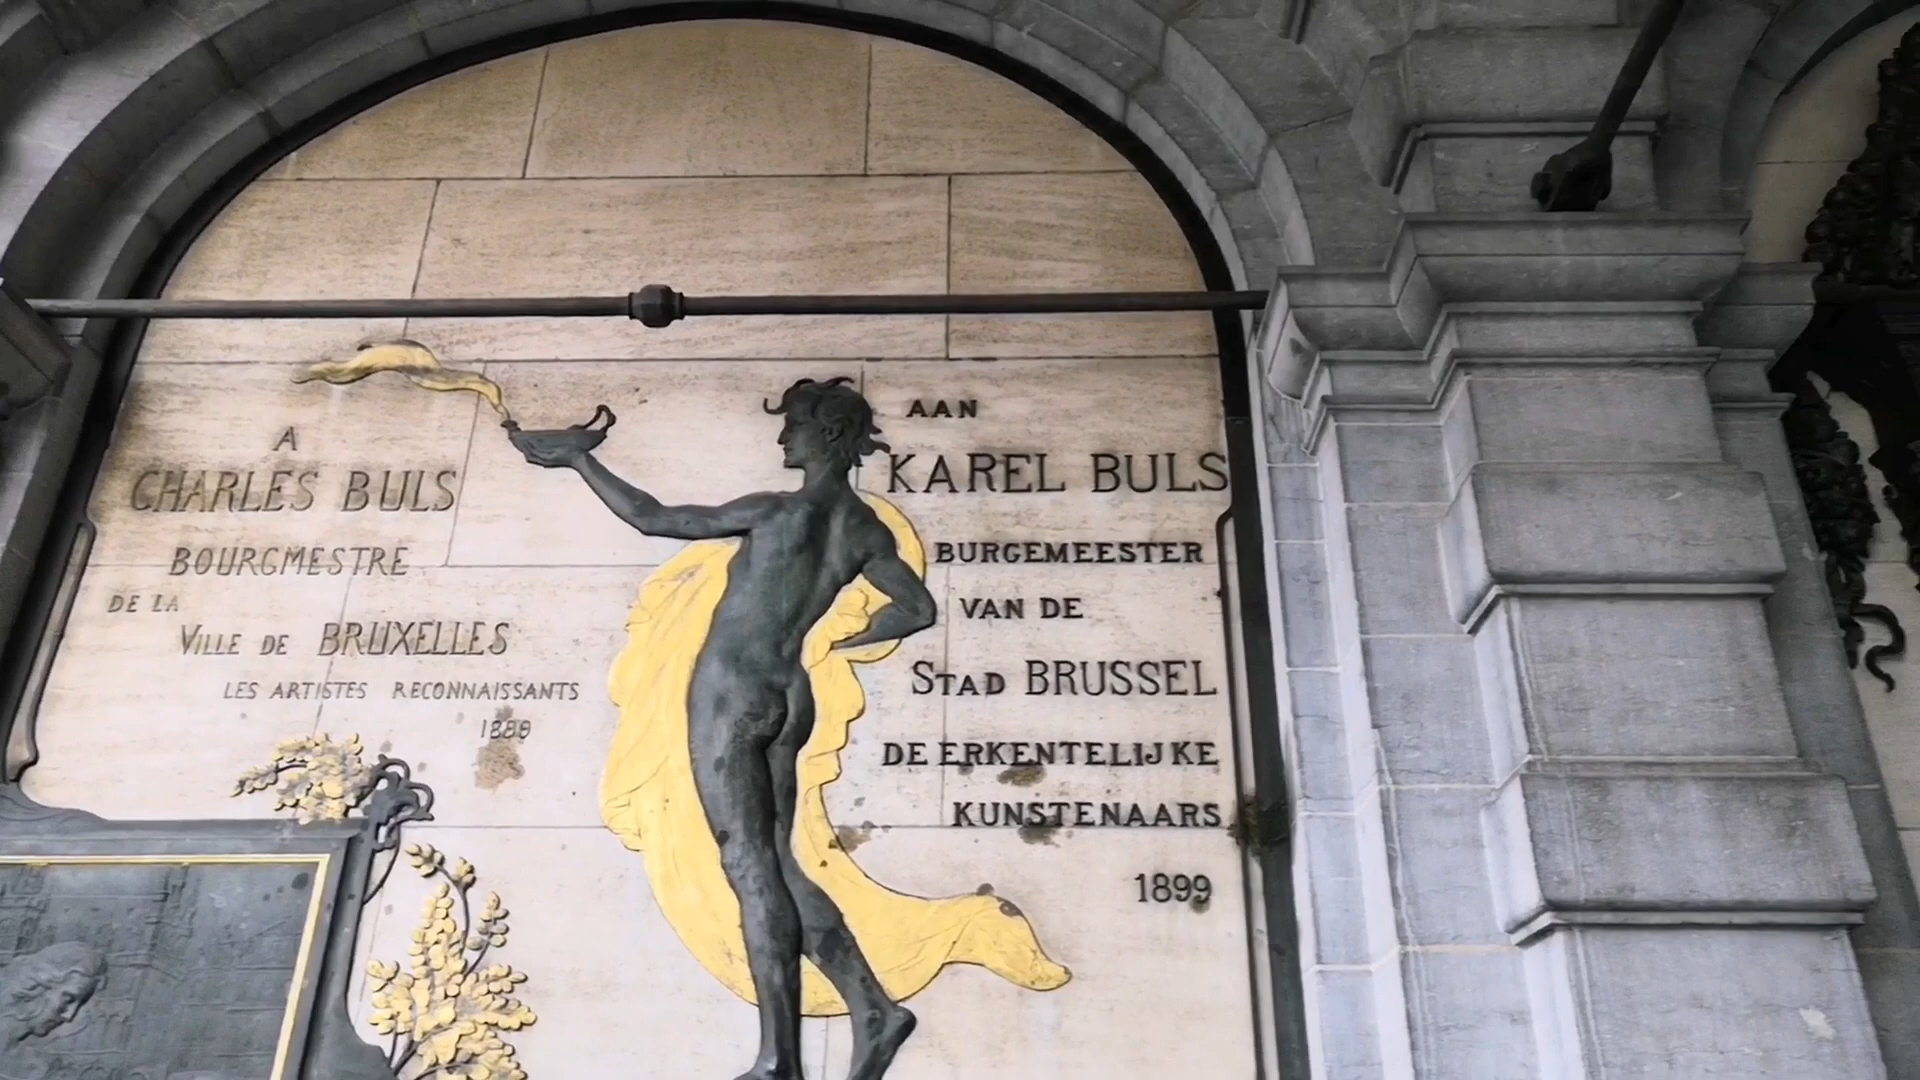 A
CHARLES BULS
BOURGMESTRE
DE LA
VILLE DE BRUXELLES
LES ARTISTES RECONNAISSANTS
1899
AAN
KAREL BULS
BURGEMEESTER
VAN DE
STAD BRUSSEL
DE ERKENTELIJKE
KUNSTENAARS
1899